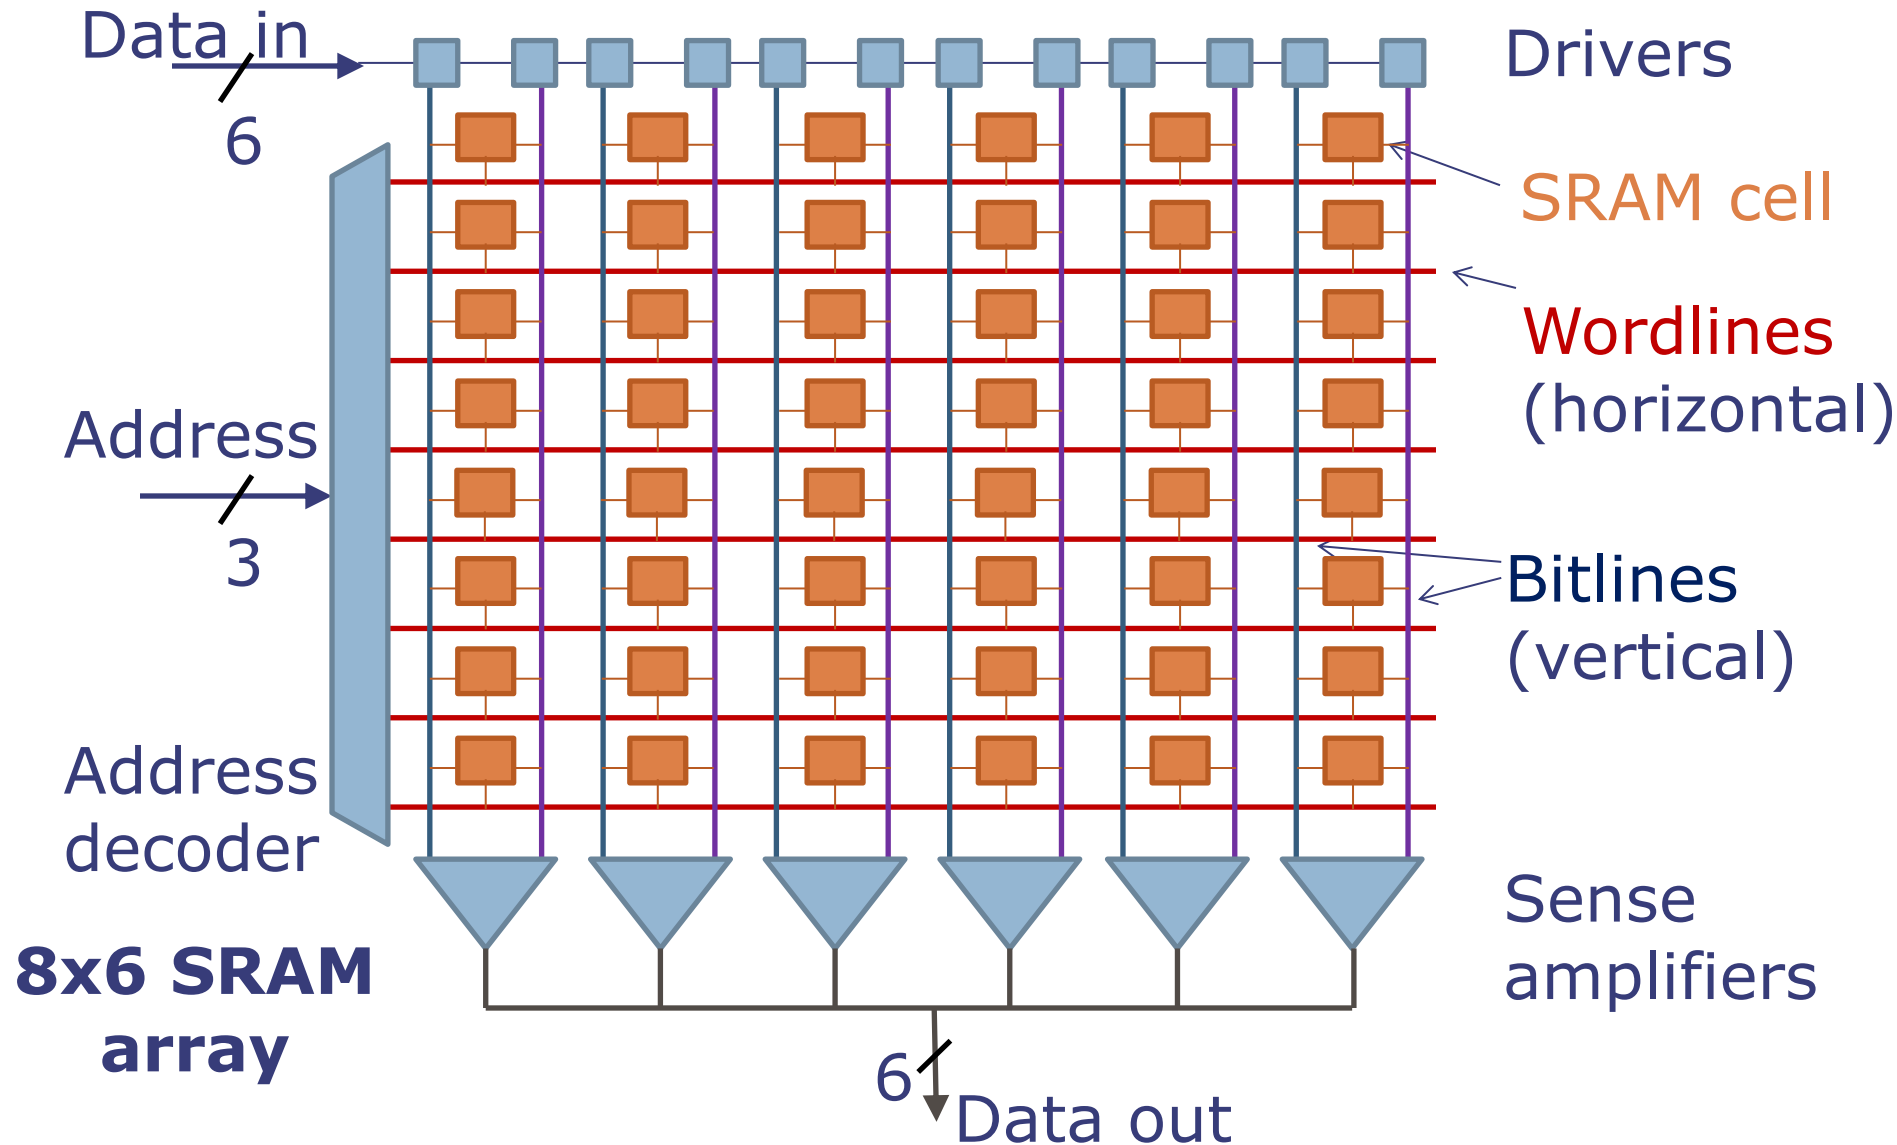 Data in
6
Drivers
SRAM cell
Wordlines
(horizontal)
Address
3
Bitlines
(vertical)
Address
decoder
Sense
amplifiers
8x6 SRAM
array
6
Data out